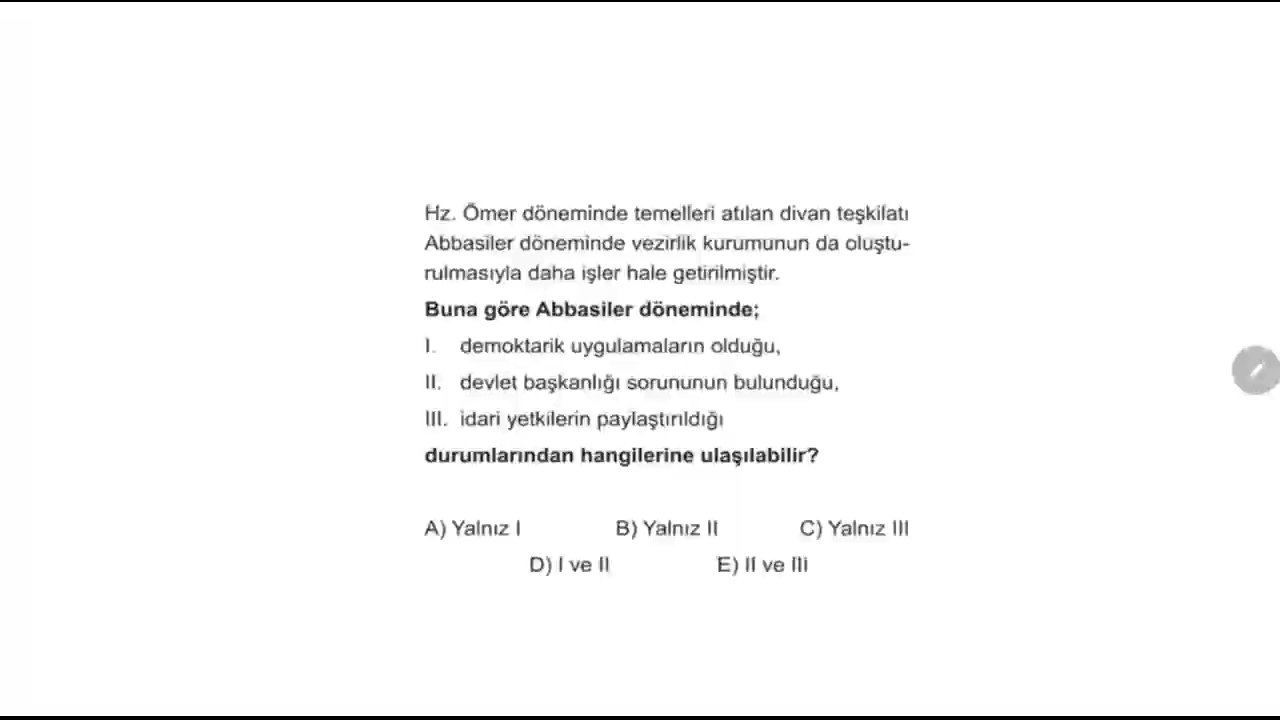 Hz. Ömer döneminde temelleri atılan divan teşkilatı
Abbasiler döneminde vezirlik kurumunun da oluştu-
rulmasıyla daha işler hale getirilmiştir.
Buna göre Abbasiler döneminde;
I. demoktarik uygulamaların olduğu,
II. devlet başkanlığı sorununun bulunduğu,
III. idari yetkilerin paylaştırıldığı
durumlarından hangilerine ulaşılabilir?
A) Yalnız I B) Yalnız II C) Yalnız III
D) I ve II E) II ve III